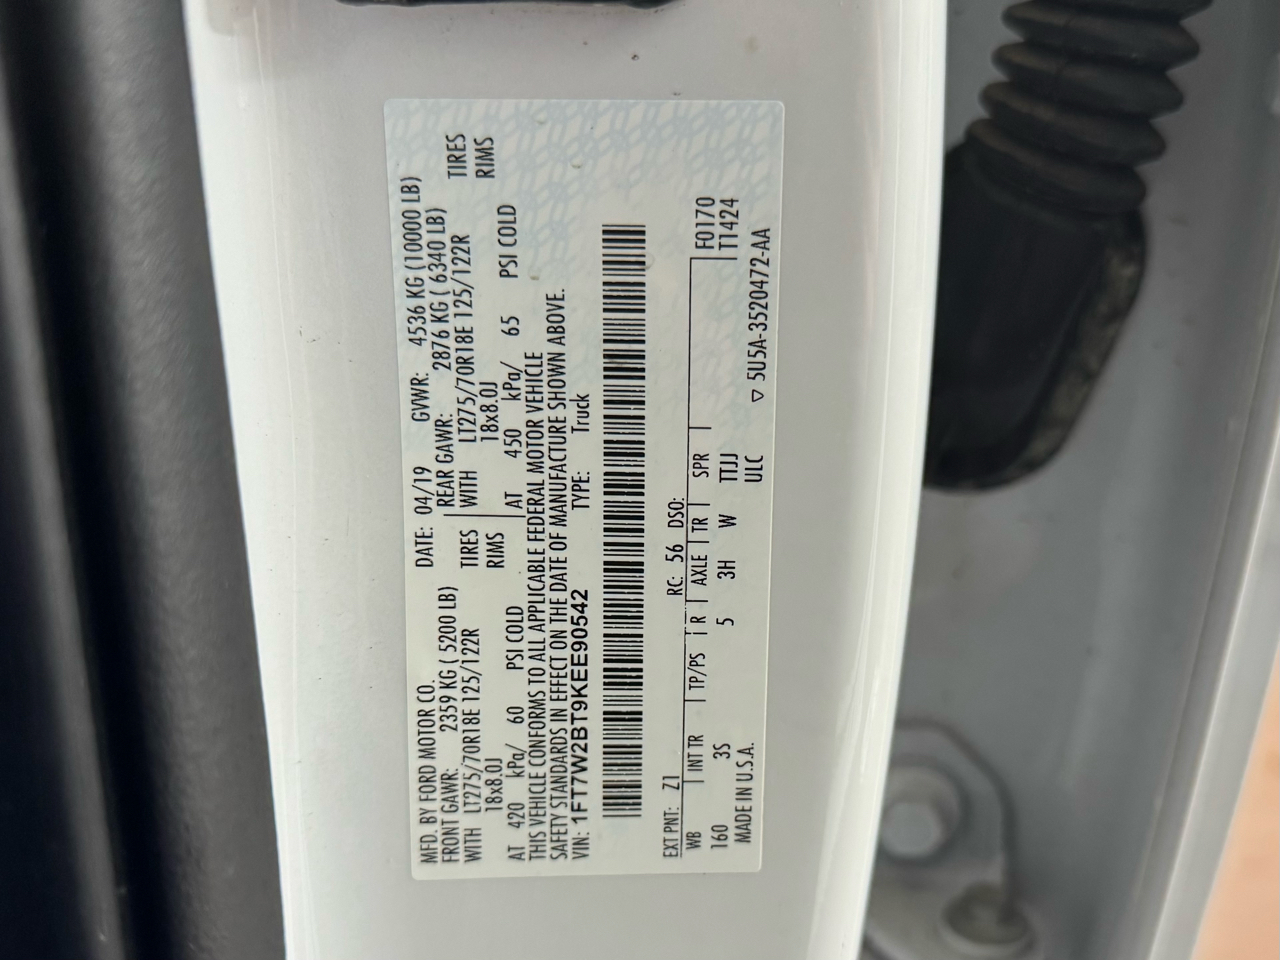 MFD. BY FORD MOTOR CO. DATE: 04/19 GVWR: 4536 KG (10000 LB)
FRONT GAWR: 2359 KG ( 5200 LB) REAR GAWR: 2876 KG ( 6340 LB)
WITH LT275/70R18E 125/122R TIRES WITH LT275/70R18E 125/122R TIRES
18x8.0J RIMS 18x8.0J RIMS
AT 420 kPa/ 60 PSI COLD AT 450 kPa/ 65 PSI COLD
THIS VEHICLE CONFORMS TO ALL APPLICABLE FEDERAL MOTOR VEHICLE
SAFETY STANDARDS IN EFFECT ON THE DATE OF MANUFACTURE SHOWN ABOVE.
VIN: 1FT7W2BT9KEE90542 TYPE: Truck
EXT PNT: Z1 RC: 56 DSO:
WB INT TR TP/PS R AXLE TR SPR F0170
160 3S 5 3H W TTJJ T1424
MADE IN U.S.A. ULC ▽ 5U5A-3520472-AA